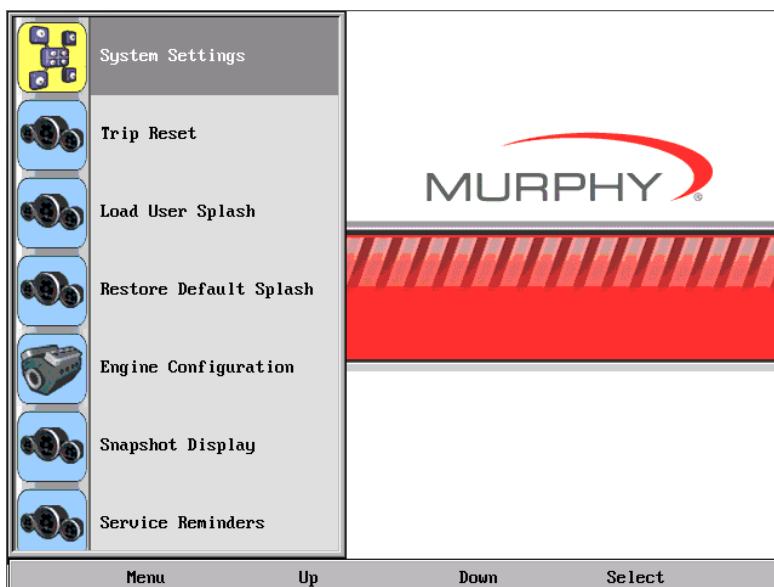 System Settings
Trip Reset
Load User Splash
Restore Default Splash
Engine Configuration
Snapshot Display
Service Reminders
MURPHY®
Menu Up Down Select